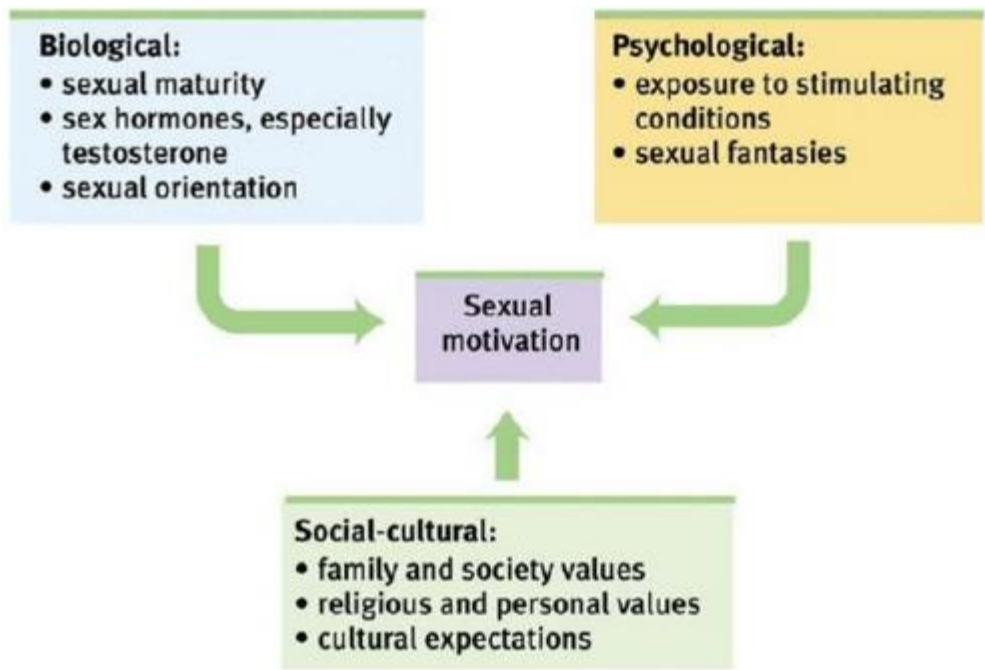 Biological:
• sexual maturity
• sex hormones, especially
testosterone
• sexual orientation
Psychological:
• exposure to stimulating
conditions
• sexual fantasies
Sexual
motivation
Social-cultural:
• family and society values
• religious and personal values
• cultural expectations